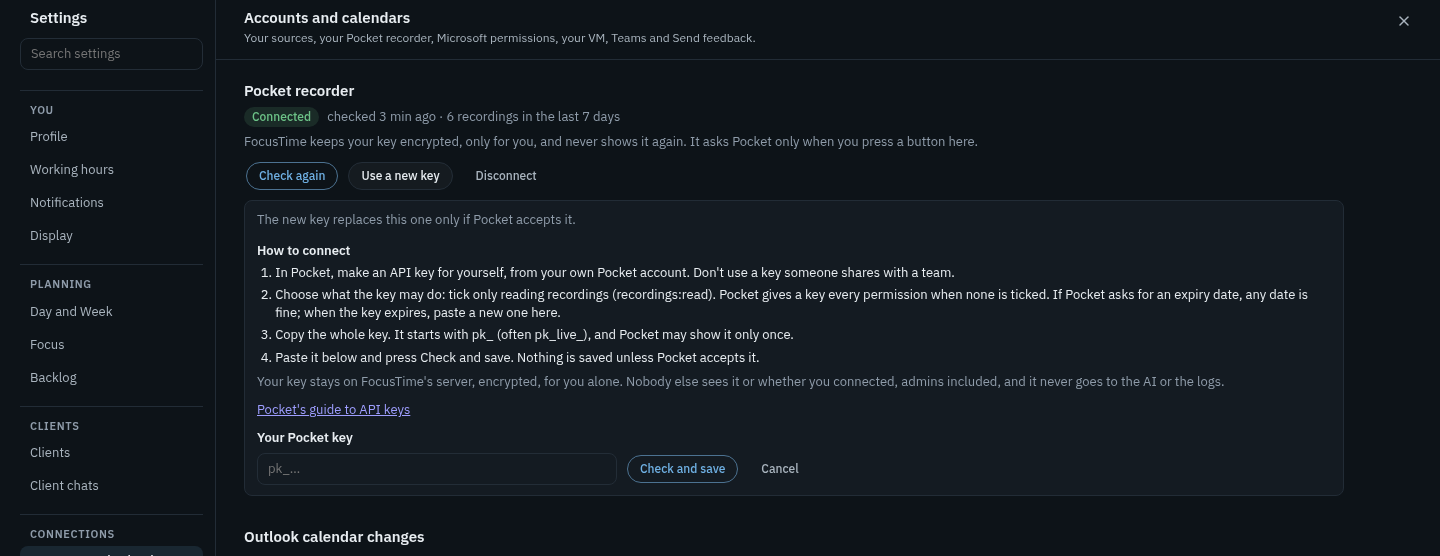 Settings
Search settings
YOU
Profile
Working hours
Notifications
Display
PLANNING
Day and Week
Focus
Backlog
CLIENTS
Clients
Client chats
CONNECTIONS
Accounts and calendars
Your sources, your Pocket recorder, Microsoft permissions, your VM, Teams and Send feedback.
Pocket recorder
Connected checked 3 min ago · 6 recordings in the last 7 days
FocusTime keeps your key encrypted, only for you, and never shows it again. It asks Pocket only when you press a button here.
Check again Use a new key Disconnect
The new key replaces this one only if Pocket accepts it.
How to connect
1. In Pocket, make an API key for yourself, from your own Pocket account. Don't use a key someone shares with a team.
2. Choose what the key may do: tick only reading recordings (recordings:read). Pocket gives a key every permission when none is ticked. If Pocket asks for an expiry date, any date is
fine; when the key expires, paste a new one here.
3. Copy the whole key. It starts with pk_ (often pk_live_), and Pocket may show it only once.
4. Paste it below and press Check and save. Nothing is saved unless Pocket accepts it.
Your key stays on FocusTime's server, encrypted, for you alone. Nobody else sees it or whether you connected, admins included, and it never goes to the AI or the logs.
Pocket's guide to API keys
Your Pocket key
pk_... Check and save Cancel
Outlook calendar changes